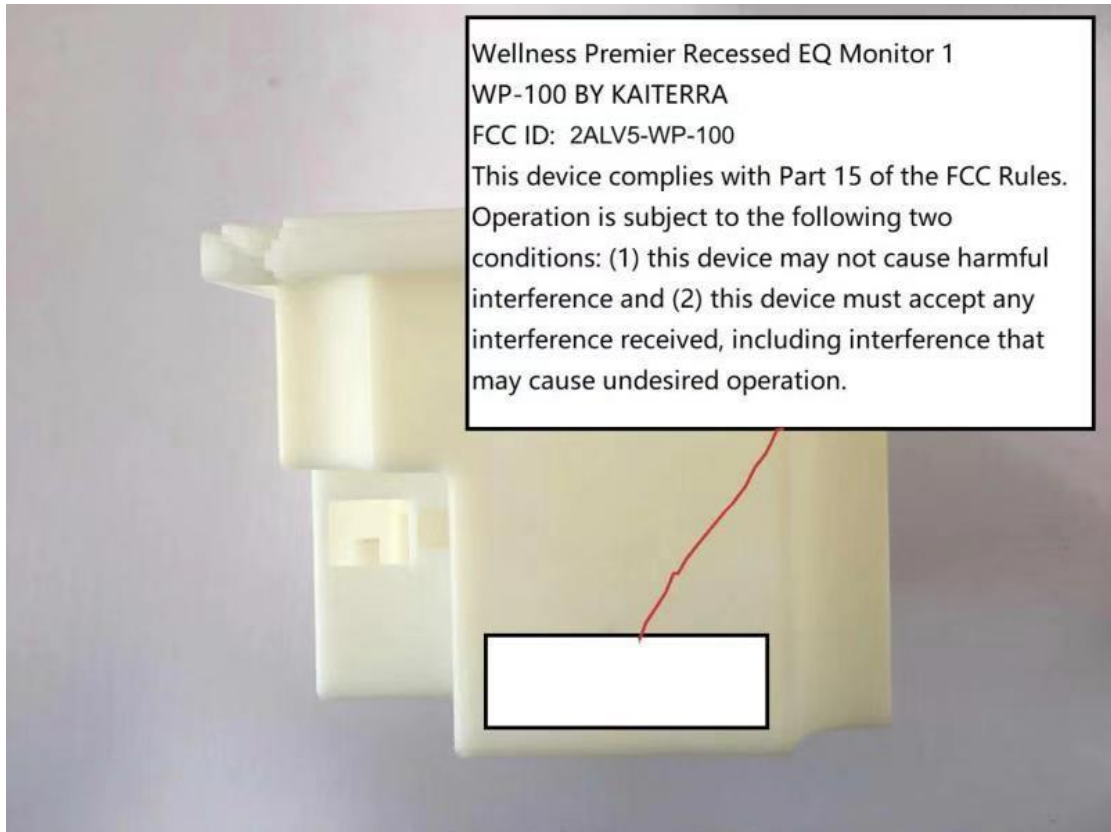 Wellness Premier Recessed EQ Monitor 1
WP-100 BY KAITERRA
FCC ID: 2ALV5-WP-100
This device complies with Part 15 of the FCC Rules.
Operation is subject to the following two
conditions: (1) this device may not cause harmful
interference and (2) this device must accept any
interference received, including interference that
may cause undesired operation.